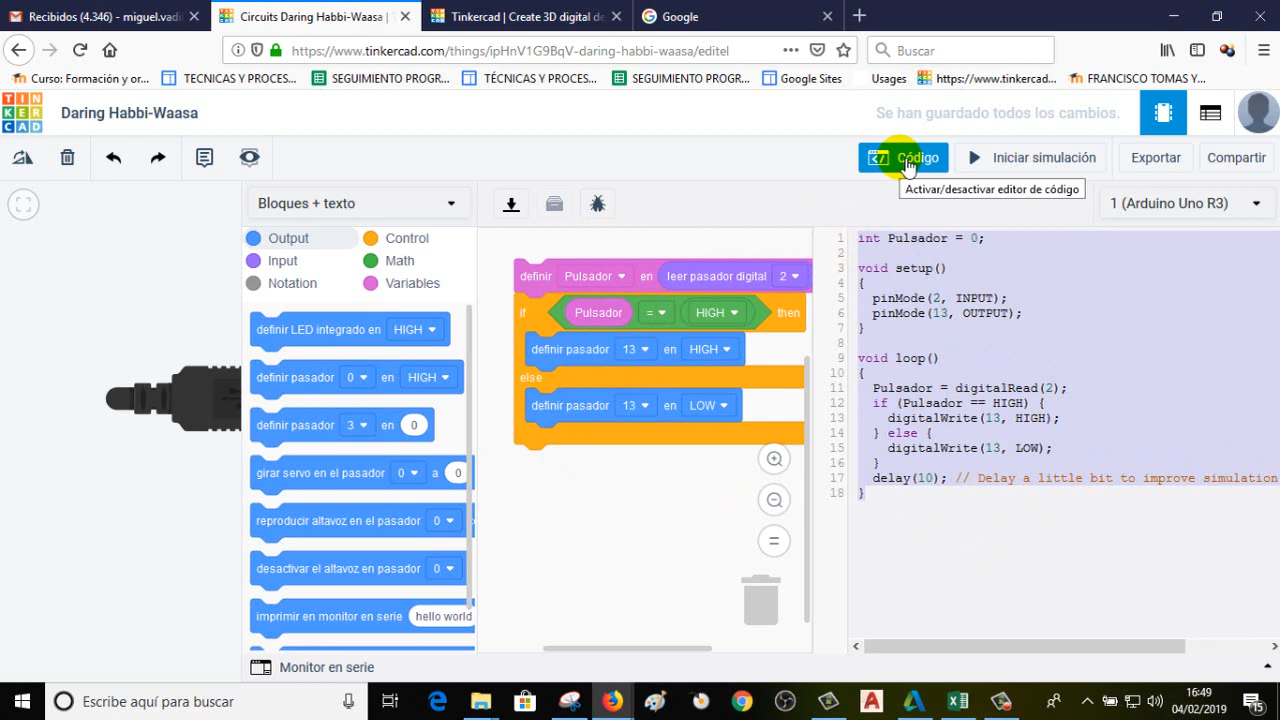 Recibidos (4.346) - miguel.vadi
Circuits Daring Habbi-Waasa |
Tinkercad | Create 3D digital de
Google
https://www.tinkercad.com/things/ipHnV1G9BqV-daring-habbi-waasa/editel
Buscar
Curso: Formación y or...
TECNICAS Y PROCES...
SEGUIMIENTO PROGR...
TÉCNICAS Y PROCES...
SEGUIMIENTO PROGR...
Google Sites
Usages
https://www.tinkercad...
FRANCISCO TOMAS Y...
TIN
KER
CAD
Daring Habbi-Waasa
Se han guardado todos los cambios.
Código
Iniciar simulación
Exportar
Compartir
Activar/desactivar editor de código
Bloques + texto
1 (Arduino Uno R3)
Output
Control
Input
Math
Notation
Variables
definir LED integrado en HIGH
definir pasador 0 en HIGH
definir pasador 3 en 0
girar servo en el pasador 0 a 0
reproducir altavoz en el pasador 0
desactivar el altavoz en pasador 0
imprimir en monitor en serie hello world
definir Pulsador en leer pasador digital 2
if Pulsador = HIGH then
definir pasador 13 en HIGH
else
definir pasador 13 en LOW
1 int Pulsador = 0;
2
3 void setup()
4 {
5 pinMode(2, INPUT);
6 pinMode(13, OUTPUT);
7 }
8
9 void loop()
10 {
11 Pulsador = digitalRead(2);
12 if (Pulsador == HIGH) {
13 digitalWrite(13, HIGH);
14 } else {
15 digitalWrite(13, LOW);
16 }
17 delay(10); // Delay a little bit to improve simulation
18 }
Monitor en serie
Escribe aquí para buscar
16:49
04/02/2019
15